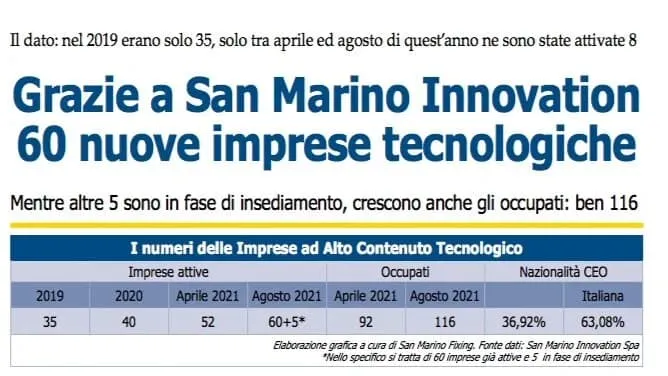 Il dato: nel 2019 erano solo 35, solo tra aprile ed agosto di quest'anno ne sono state attivate 8
Grazie a San Marino Innovation
60 nuove imprese tecnologiche
Mentre altre 5 sono in fase di insediamento, crescono anche gli occupati: ben 116
I numeri delle Imprese ad Alto Contenuto Tecnologico
Imprese attive Occupati Nazionalità CEO
2019 2020 Aprile 2021 Agosto 2021 Aprile 2021 Agosto 2021 Italiana
35 40 52 60+5* 92 116 36,92% 63,08%
Elaborazione grafica a cura di San Marino Fixing. Fonte dati: San Marino Innovation Spa
*Nello specifico si tratta di 60 imprese già attive e 5 in fase di insediamento